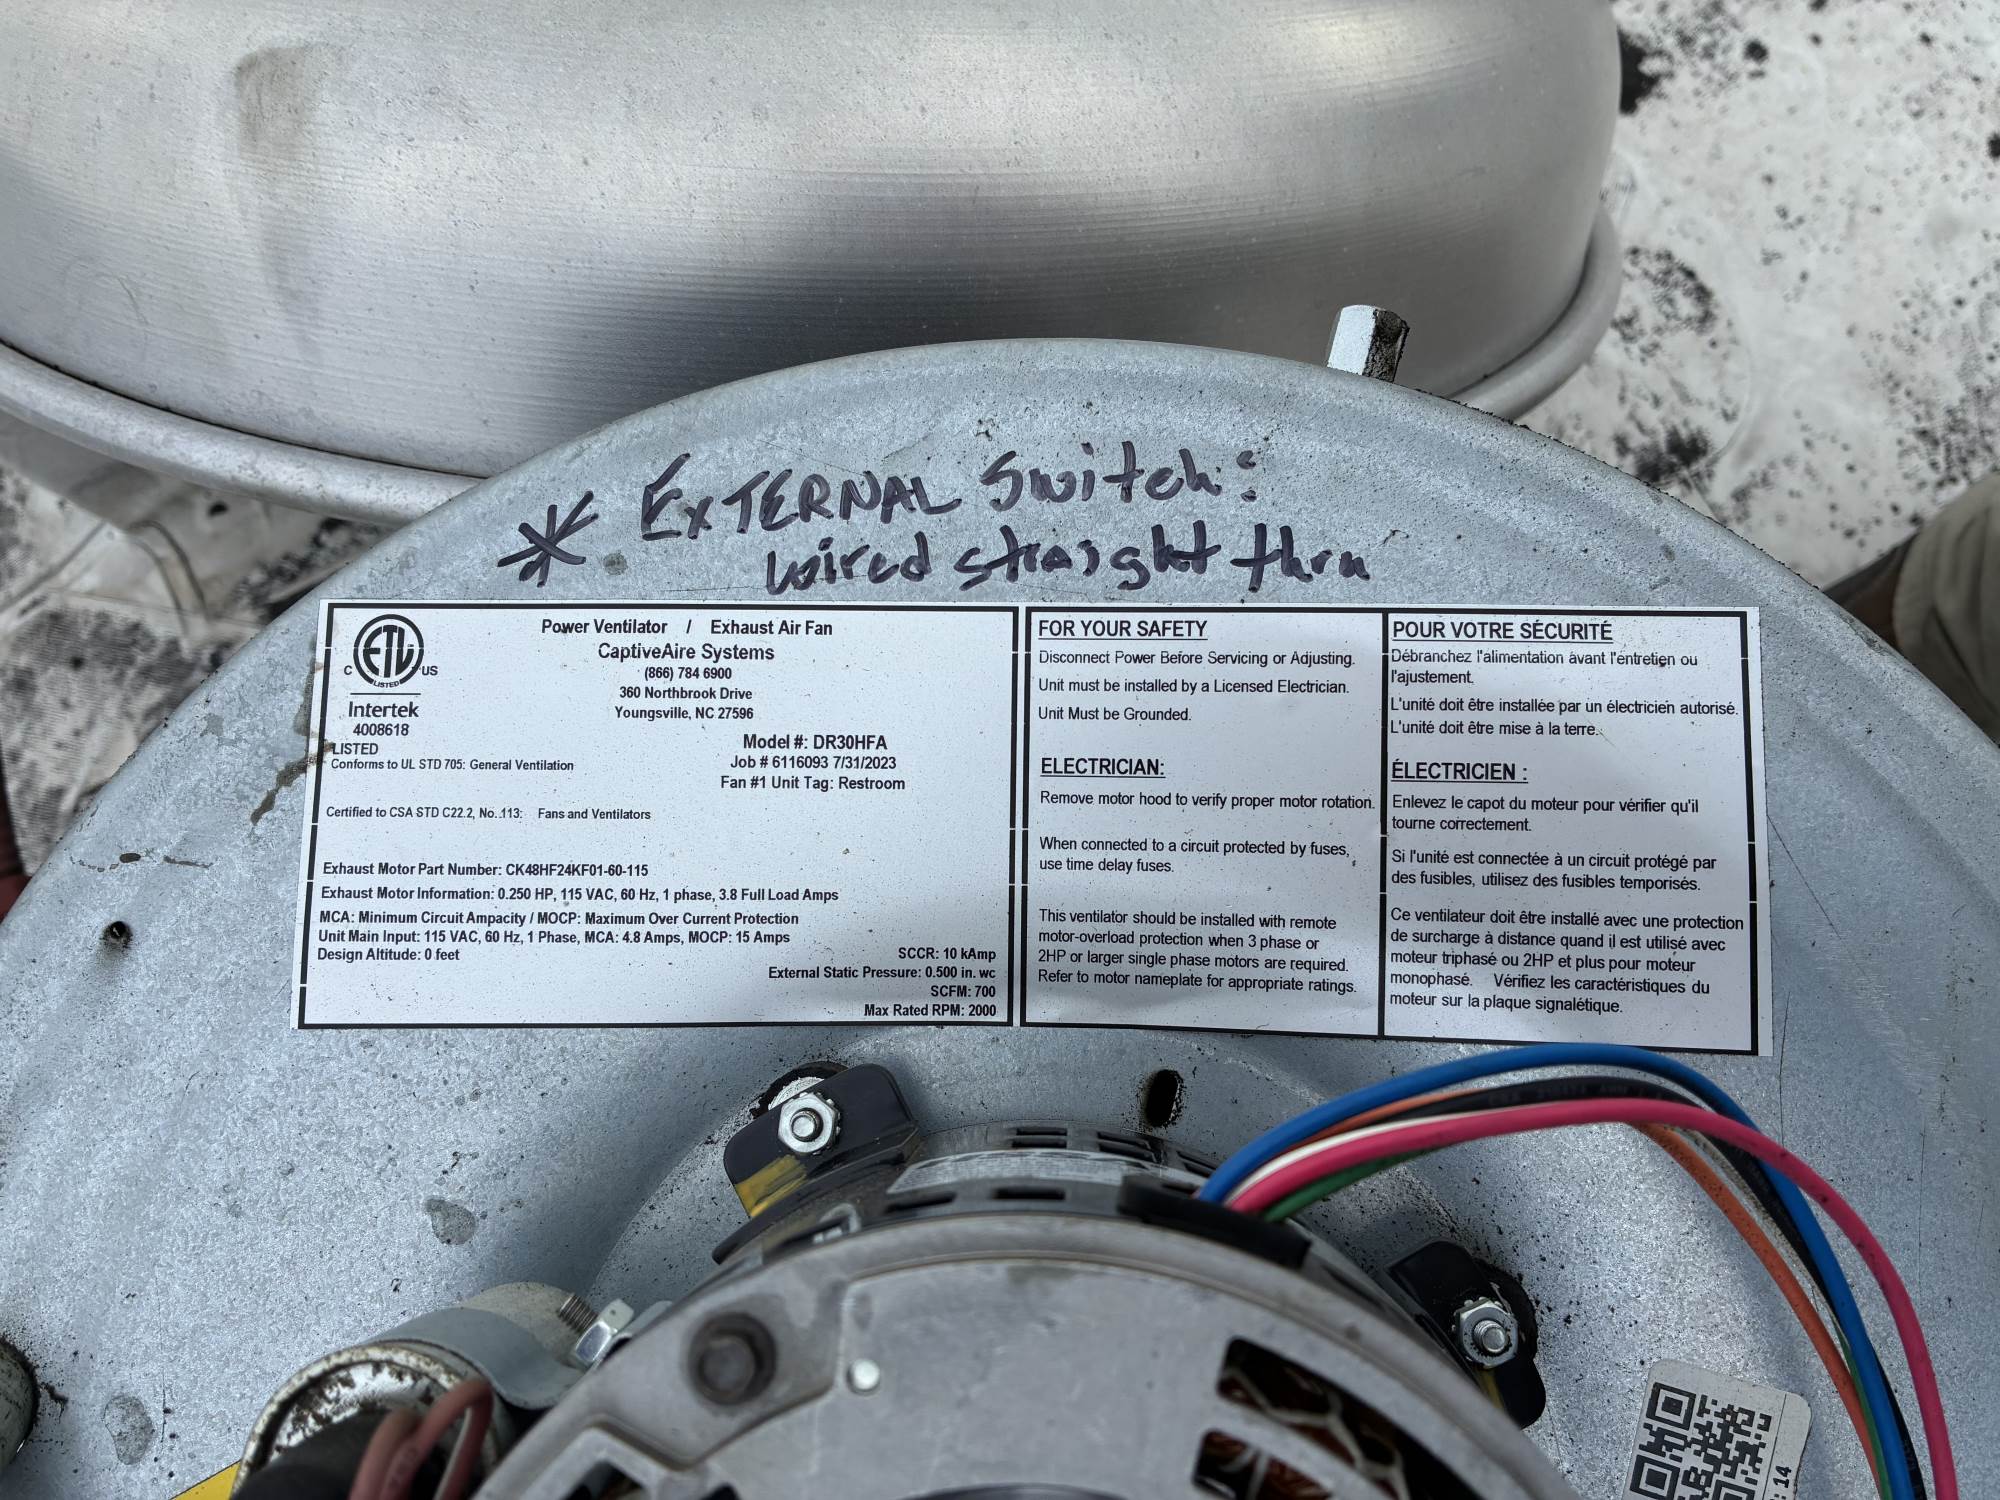 * EXTERNAL Switch:
wired straight thru
C ETL US
LISTED
Intertek
4008618
LISTED
Conforms to UL STD 705: General Ventilation
Certified to CSA STD C22.2, No. 113: Fans and Ventilators
Power Ventilator / Exhaust Air Fan
CaptiveAire Systems
(866) 784 6900
360 Northbrook Drive
Youngsville, NC 27596
Model #: DR30HFA
Job # 6116093 7/31/2023
Fan #1 Unit Tag: Restroom
Exhaust Motor Part Number: CK48HF24KF01-60-115
Exhaust Motor Information: 0.250 HP, 115 VAC, 60 Hz, 1 phase, 3.8 Full Load Amps
MCA: Minimum Circuit Ampacity / MOCP: Maximum Over Current Protection
Unit Main Input: 115 VAC, 60 Hz, 1 Phase, MCA: 4.8 Amps, MOCP: 15 Amps
Design Altitude: 0 feet
SCCR: 10 kAmp
External Static Pressure: 0.500 in. wc
SCFM: 700
Max Rated RPM: 2000
FOR YOUR SAFETY
Disconnect Power Before Servicing or Adjusting.
Unit must be installed by a Licensed Electrician.
Unit Must be Grounded.
ELECTRICIAN:
Remove motor hood to verify proper motor rotation.
When connected to a circuit protected by fuses,
use time delay fuses.
This ventilator should be installed with remote
motor-overload protection when 3 phase or
2HP or larger single phase motors are required.
Refer to motor nameplate for appropriate ratings.
POUR VOTRE SÉCURITÉ
Débranchez l'alimentation avant l'entretien ou
l'ajustement.
L'unité doit être installée par un électricien autorisé.
L'unité doit être mise à la terre.
ÉLECTRICIEN :
Enlevez le capot du moteur pour vérifier qu'il
tourne correctement.
Si l'unité est connectée à un circuit protégé par
des fusibles, utilisez des fusibles temporisés.
Ce ventilateur doit être installé avec une protection
de surcharge à distance quand il est utilisé avec
moteur triphasé ou 2HP et plus pour moteur
monophasé. Vérifiez les caractéristiques du
moteur sur la plaque signalétique.
: 14